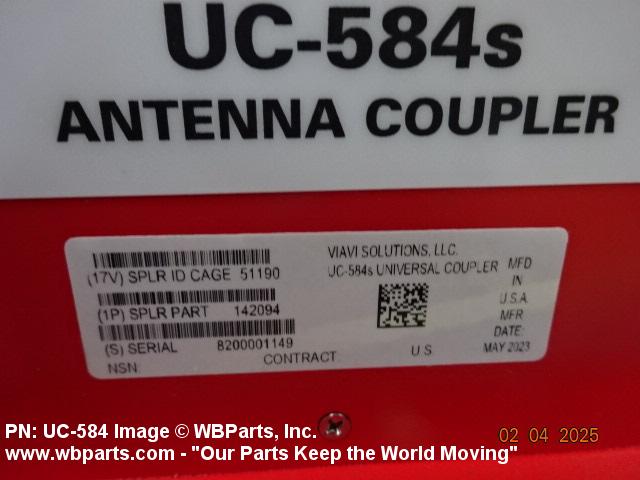 UC-584s
ANTENNA COUPLER
VIAVI SOLUTIONS, LLC.
(17V) SPLR ID CAGE 51190
UC-584s UNIVERSAL COUPLER
MFD
IN
U.S.A.
(1P) SPLR PART 142094
MFR
DATE:
MAY 2023
(S) SERIAL 8200001149
NSN:
CONTRACT:
U.S.
PN: UC-584 Image © WBParts, Inc.
02 04 2025
www.wbparts.com - "Our Parts Keep the World Moving"